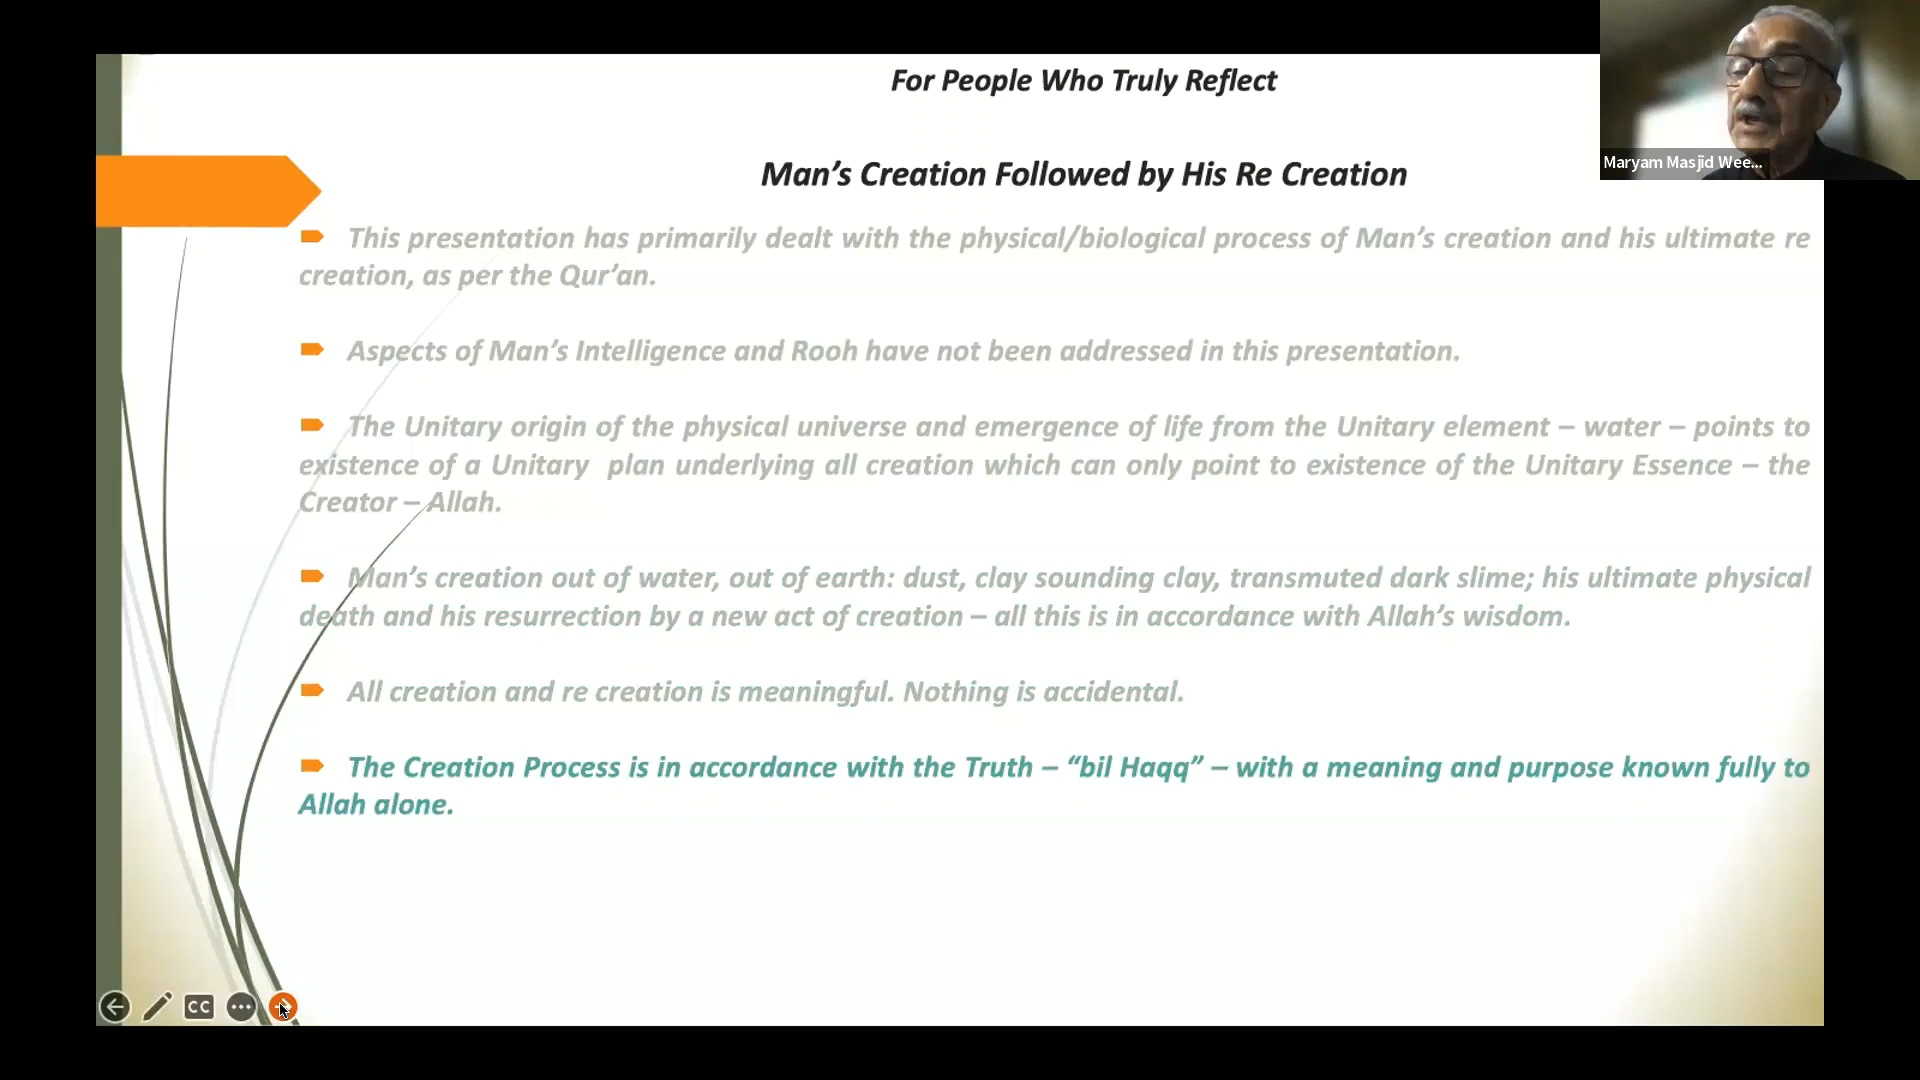 For People Who Truly Reflect
Man's Creation Followed by His Re Creation
Maryam Masjid Wee...
This presentation has primarily dealt with the physical/biological process of Man's creation and his ultimate re
creation, as per the Qur'an.
Aspects of Man's Intelligence and Rooh have not been addressed in this presentation.
The Unitary origin of the physical universe and emergence of life from the Unitary element – water – points to
existence of a Unitary plan underlying all creation which can only point to existence of the Unitary Essence – the
Creator – Allah.
Man's creation out of water, out of earth: dust, clay sounding clay, transmuted dark slime; his ultimate physical
death and his resurrection by a new act of creation – all this is in accordance with Allah's wisdom.
All creation and re creation is meaningful. Nothing is accidental.
The Creation Process is in accordance with the Truth – "bil Haqq" – with a meaning and purpose known fully to
Allah alone.
CC